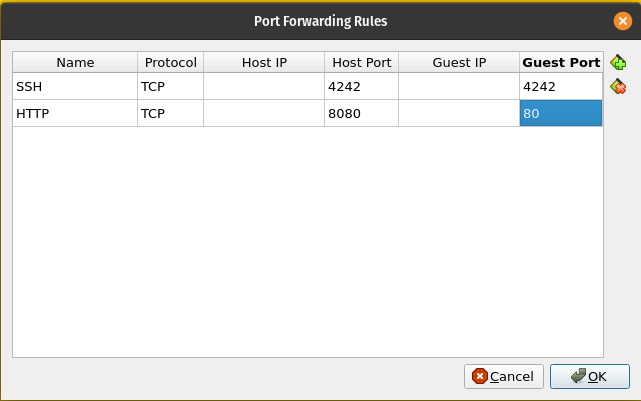 Port Forwarding Rules
Name Protocol Host IP Host Port Guest IP Guest Port
SSH TCP 4242 4242
HTTP TCP 8080 80
Cancel OK